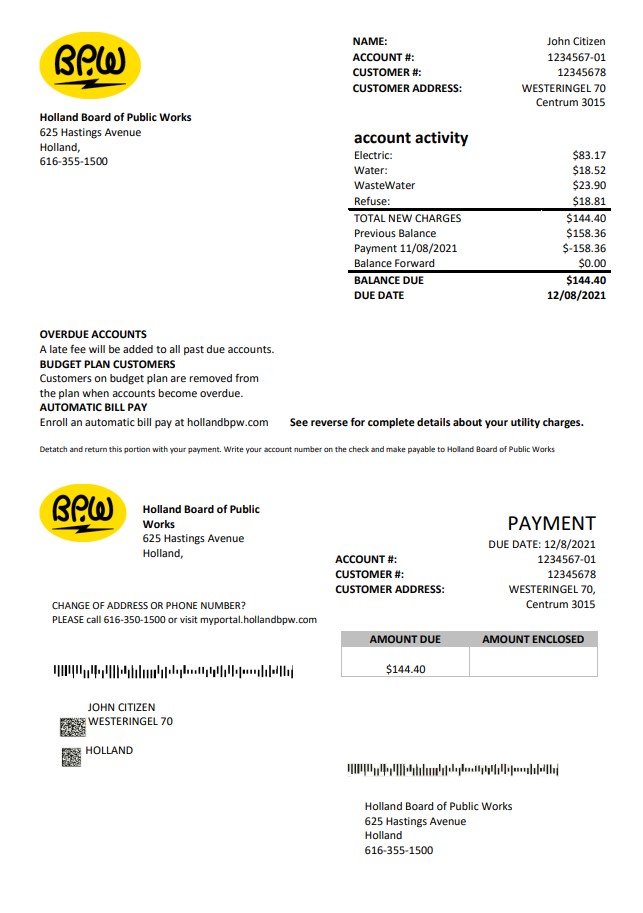 BPW
NAME: John Citizen
ACCOUNT #: 1234567-01
CUSTOMER #: 12345678
CUSTOMER ADDRESS: WESTERINGEL 70
Centrum 3015
Holland Board of Public Works
625 Hastings Avenue
Holland,
616-355-1500
account activity
Electric: $83.17
Water: $18.52
WasteWater $23.90
Refuse: $18.81
TOTAL NEW CHARGES $144.40
Previous Balance $158.36
Payment 11/08/2021 $-158.36
Balance Forward $0.00
BALANCE DUE $144.40
DUE DATE 12/08/2021
OVERDUE ACCOUNTS
A late fee will be added to all past due accounts.
BUDGET PLAN CUSTOMERS
Customers on budget plan are removed from
the plan when accounts become overdue.
AUTOMATIC BILL PAY
Enroll an automatic bill pay at hollandbpw.com See reverse for complete details about your utility charges.
Detatch and return this portion with your payment. Write your account number on the check and make payable to Holland Board of Public Works
BPW
Holland Board of Public
Works
625 Hastings Avenue
Holland,
PAYMENT
DUE DATE: 12/8/2021
ACCOUNT #: 1234567-01
CUSTOMER #: 12345678
CUSTOMER ADDRESS: WESTERINGEL 70,
Centrum 3015
CHANGE OF ADDRESS OR PHONE NUMBER?
PLEASE call 616-350-1500 or visit myportal.hollandbpw.com
AMOUNT DUE AMOUNT ENCLOSED
$144.40
JOHN CITIZEN
WESTERINGEL 70
HOLLAND
Holland Board of Public Works
625 Hastings Avenue
Holland
616-355-1500